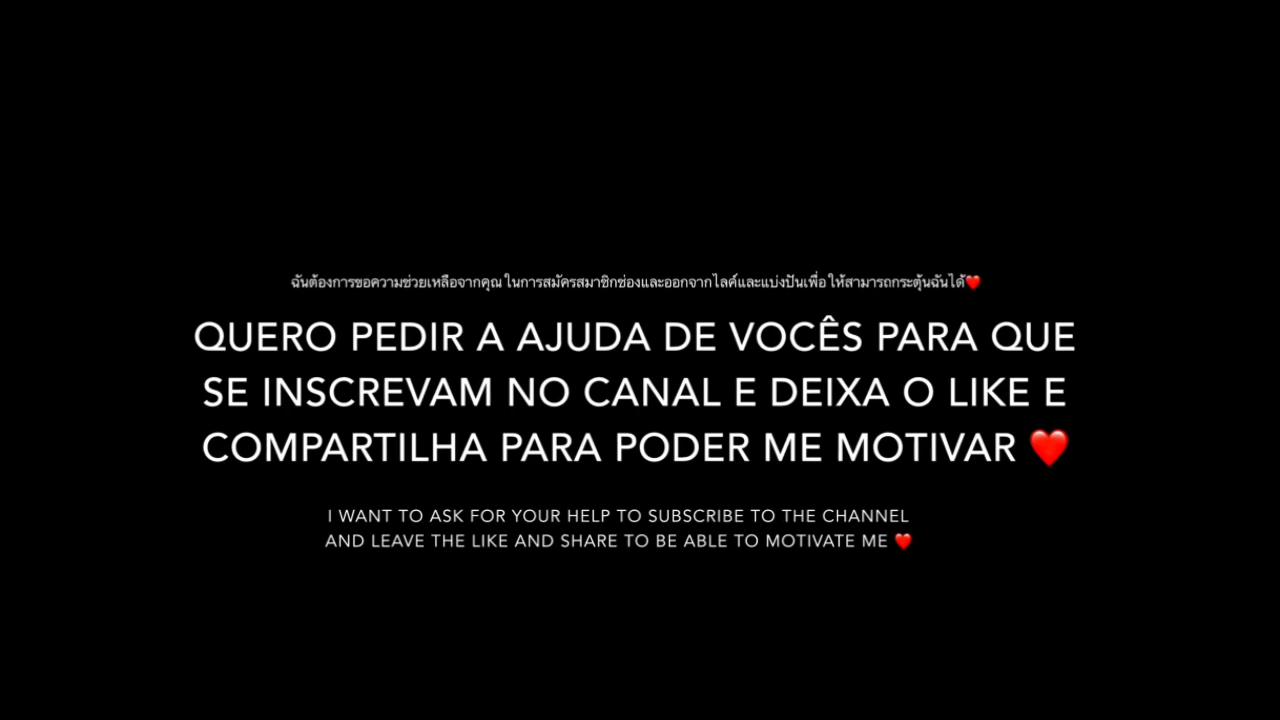 ฉันต้องการขอความช่วยเหลือจากคุณ ในการสมัครสมาชิกช่องและออกจากไลค์และแบ่งปันเพื่อ ให้สามารถกระตุ้นฉันได้❤️
QUERO PEDIR A AJUDA DE VOCÊS PARA QUE
SE INSCREVAM NO CANAL E DEIXA O LIKE E
COMPARTILHA PARA PODER ME MOTIVAR ❤️
I WANT TO ASK FOR YOUR HELP TO SUBSCRIBE TO THE CHANNEL
AND LEAVE THE LIKE AND SHARE TO BE ABLE TO MOTIVATE ME ❤️